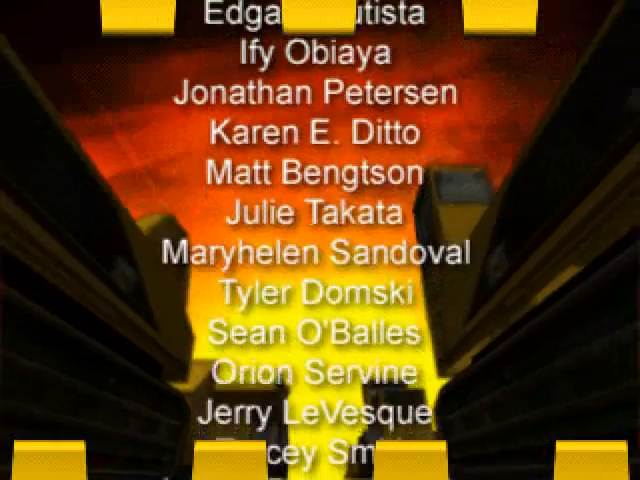 Ify Obiaya
Jonathan Petersen
Karen E. Ditto
Matt Bengtson
Julie Takata
Maryhelen Sandoval
Tyler Domski
Sean O'Balles
Orion Servine
Jerry LeVesque